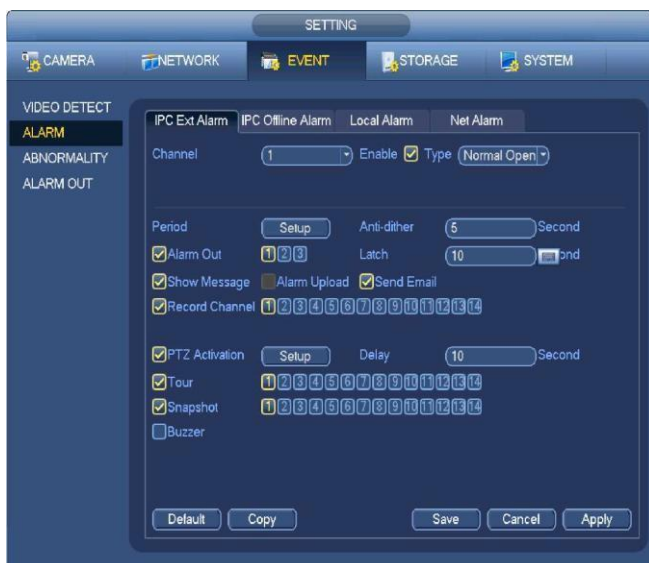 SETTING
CAMERA NETWORK EVENT STORAGE SYSTEM
VIDEO DETECT
ALARM
ABNORMALITY
ALARM OUT
IPC Ext Alarm IPC Offline Alarm Local Alarm Net Alarm
Channel 1 Enable Type Normal Open
Period Setup Anti-dither 5 Second
Alarm Out 1 2 3 Latch 10 ond
Show Message Alarm Upload Send Email
Record Channel 1 2 3 4 5 6 7 8 9 10 11 12 13 14
PTZ Activation Setup Delay 10 Second
Tour 1 2 3 4 5 6 7 8 9 10 11 12 13 14
Snapshot 1 2 3 4 5 6 7 8 9 10 11 12 13 14
Buzzer
Default Copy Save Cancel Apply